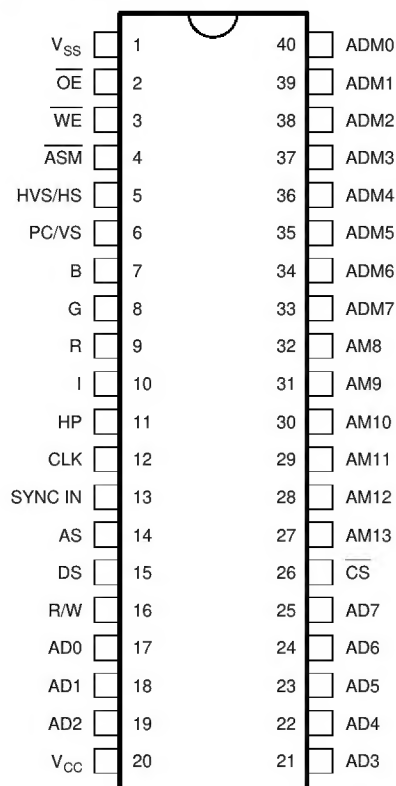 VSS 1 40 ADM0
OE 2 39 ADM1
WE 3 38 ADM2
ASM 4 37 ADM3
HVS/HS 5 36 ADM4
PC/VS 6 35 ADM5
B 7 34 ADM6
G 8 33 ADM7
R 9 32 AM8
I 10 31 AM9
HP 11 30 AM10
CLK 12 29 AM11
SYNC IN 13 28 AM12
AS 14 27 AM13
DS 15 26 CS
R/W 16 25 AD7
AD0 17 24 AD6
AD1 18 23 AD5
AD2 19 22 AD4
VCC 20 21 AD3